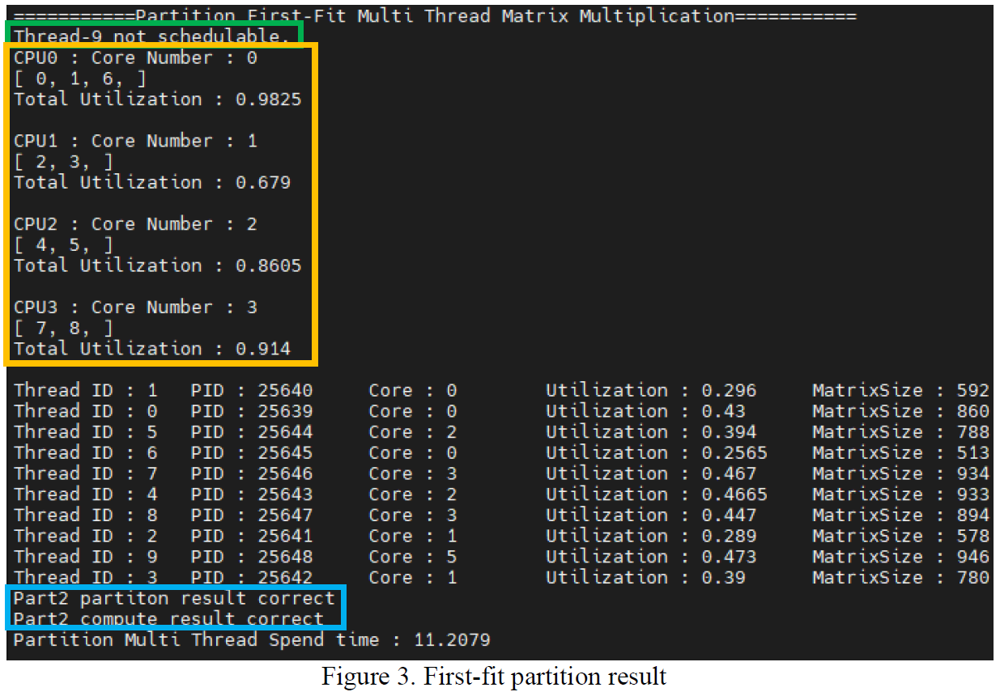 ===========Partition First-Fit Multi Thread Matrix Multiplication===========
Thread-9 not schedulable.
CPU0 : Core Number : 0
[ 0, 1, 6, ]
Total Utilization : 0.9825
CPU1 : Core Number : 1
[ 2, 3, ]
Total Utilization : 0.679
CPU2 : Core Number : 2
[ 4, 5, ]
Total Utilization : 0.8605
CPU3 : Core Number : 3
[ 7, 8, ]
Total Utilization : 0.914
Thread ID : 1 PID : 25640 Core : 0 Utilization : 0.296 MatrixSize : 592
Thread ID : 0 PID : 25639 Core : 0 Utilization : 0.43 MatrixSize : 860
Thread ID : 5 PID : 25644 Core : 2 Utilization : 0.394 MatrixSize : 788
Thread ID : 6 PID : 25645 Core : 0 Utilization : 0.2565 MatrixSize : 513
Thread ID : 7 PID : 25646 Core : 3 Utilization : 0.467 MatrixSize : 934
Thread ID : 4 PID : 25643 Core : 2 Utilization : 0.4665 MatrixSize : 933
Thread ID : 8 PID : 25647 Core : 3 Utilization : 0.447 MatrixSize : 894
Thread ID : 2 PID : 25641 Core : 1 Utilization : 0.289 MatrixSize : 578
Thread ID : 9 PID : 25648 Core : 5 Utilization : 0.473 MatrixSize : 946
Thread ID : 3 PID : 25642 Core : 1 Utilization : 0.39 MatrixSize : 780
Part2 partiton result correct
Part2 compute result correct
Partition Multi Thread Spend time : 11.2079
Figure 3. First-fit partition result